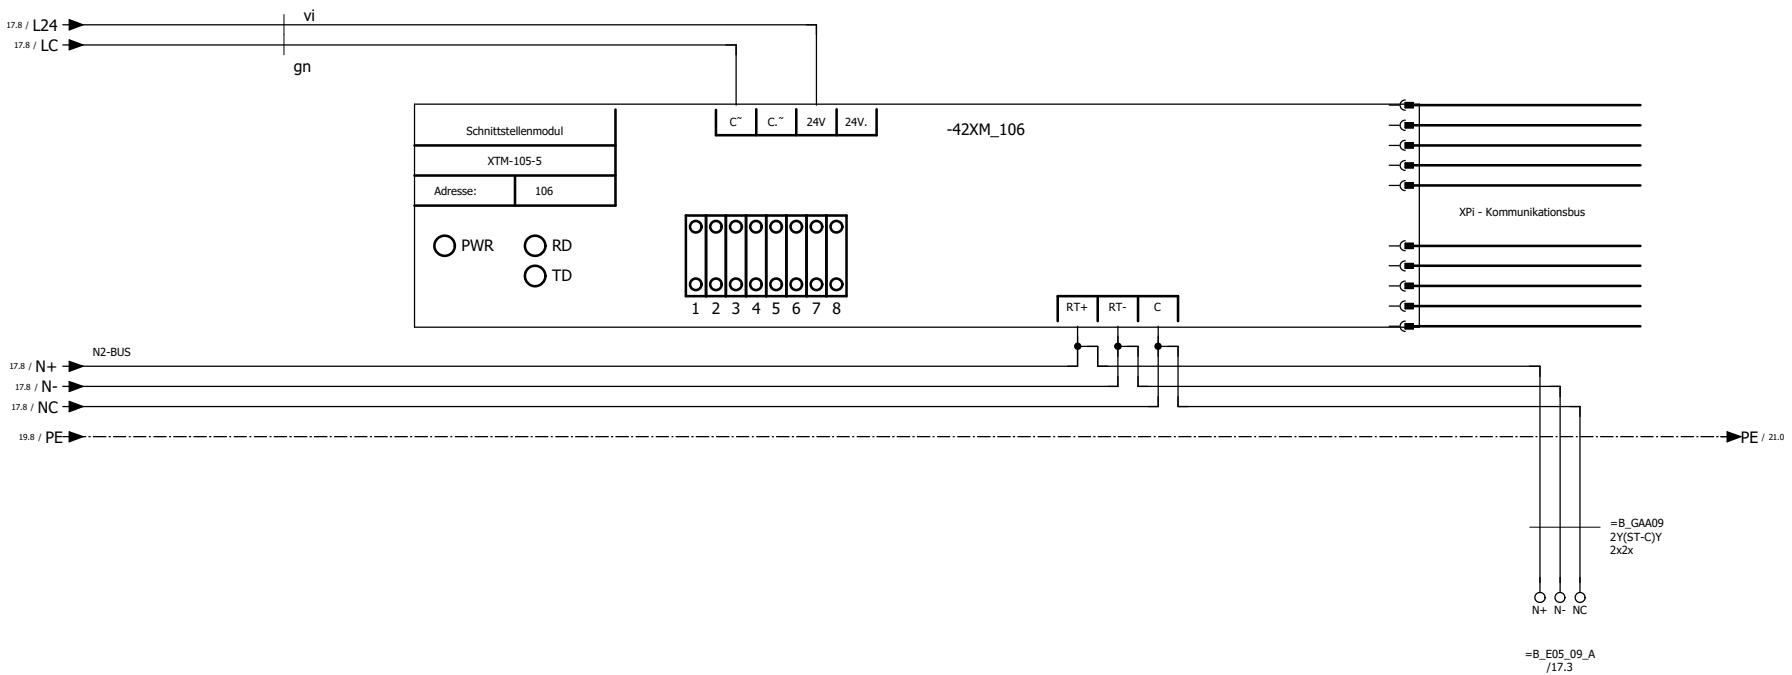 17.8 / L24
vi
17.8 / LC
gn
Schnittstellenmodul
XTM-105-5
Adresse: 106
C~ C.~ 24V 24V.
-42XM_106
XPi - Kommunikationsbus
PWR RD
TD
1 2 3 4 5 6 7 8
RT+ RT- C
N2-BUS
17.8 / N+
17.8 / N-
17.8 / NC
19.8 / PE
PE / 21.0
=B_GAA09
2Y(ST-C)Y
2x2x
N+ N- NC
=B_E05_09_A
/17.3